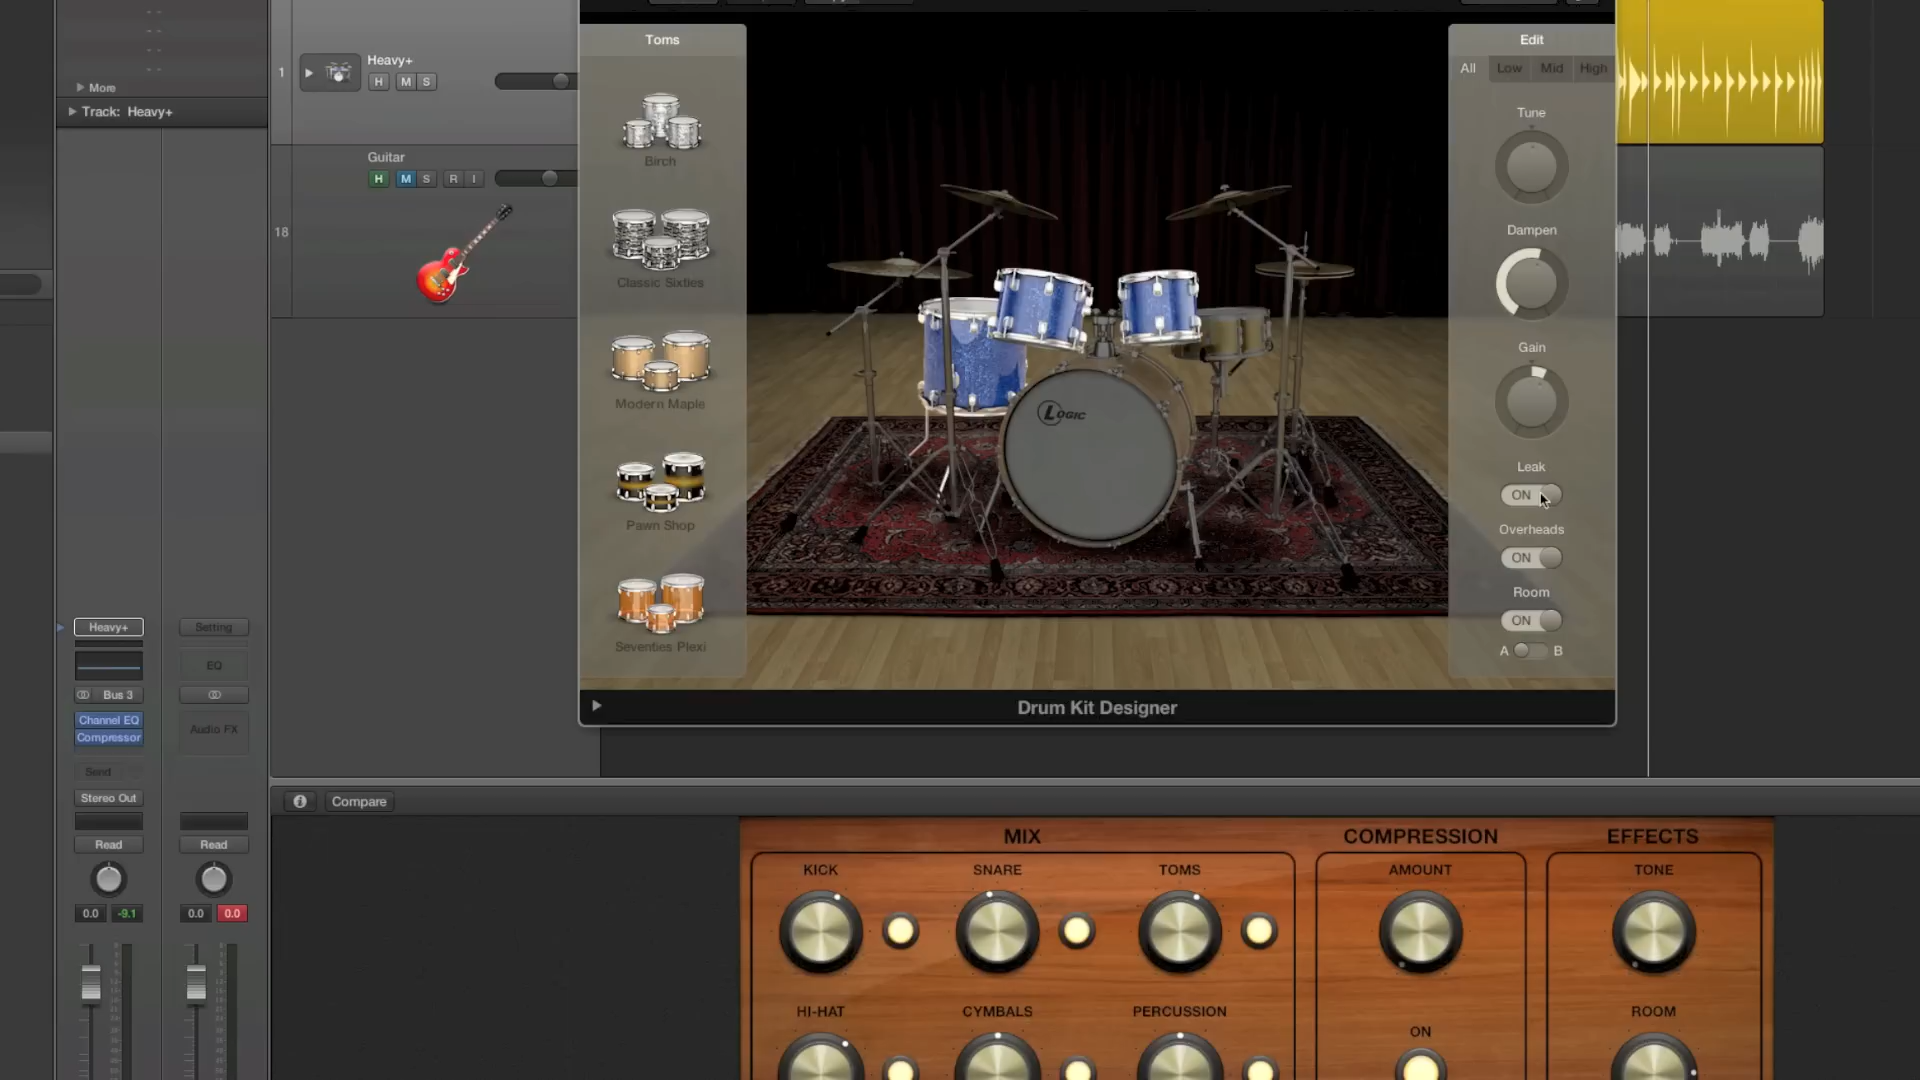 More
Track: Heavy+
1
Heavy+
H M S
Guitar
H M S R I
18
Toms
Birch
Classic Sixties
Modern Maple
Pawn Shop
Seventies Plexi
LOGIC
Edit
All Low Mid High
Tune
Dampen
Gain
Leak
ON
Overheads
ON
Room
ON
A B
Drum Kit Designer
Heavy+
Setting
EQ
Bus 3
Channel EQ
Compressor
Audio FX
Send
Stereo Out
Read
Read
0.0 -9.1
0.0 0.0
Compare
MIX
COMPRESSION
EFFECTS
KICK
SNARE
TOMS
AMOUNT
TONE
HI-HAT
CYMBALS
PERCUSSION
ON
ROOM